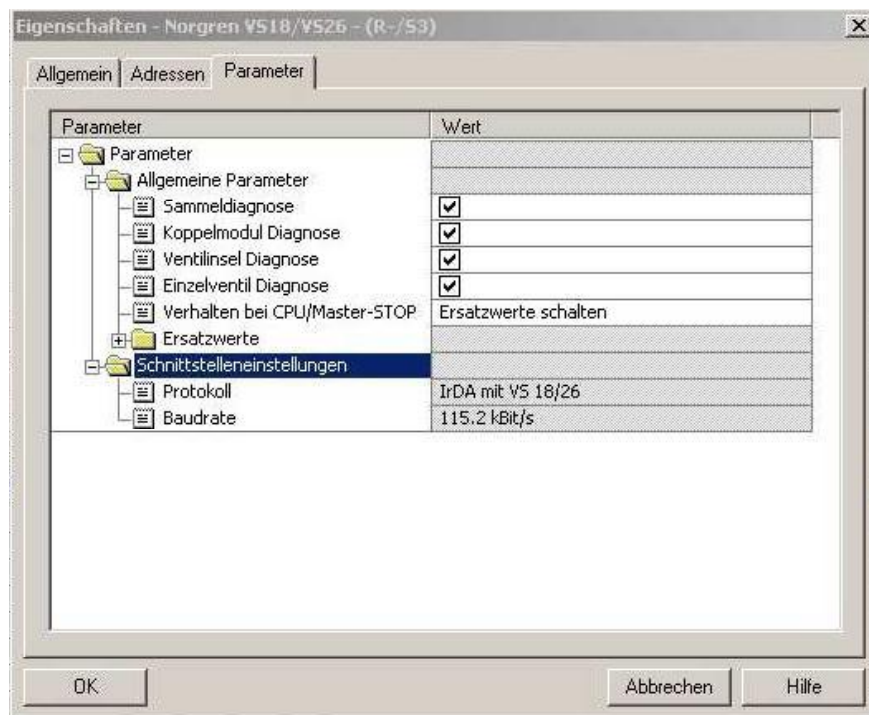 Eigenschaften - Norgren VS18/VS26 - (R-/S3)
Allgemein Adressen Parameter
Parameter Wert
Parameter
Allgemeine Parameter
Sammeldiagnose
Koppelmodul Diagnose
Ventilinsel Diagnose
Einzelventil Diagnose
Verhalten bei CPU/Master-STOP Ersatzwerte schalten
Ersatzwerte
Schnittstelleneinstellungen
Protokoll IrDA mit VS 18/26
Baudrate 115.2 kBit/s
OK Abbrechen Hilfe